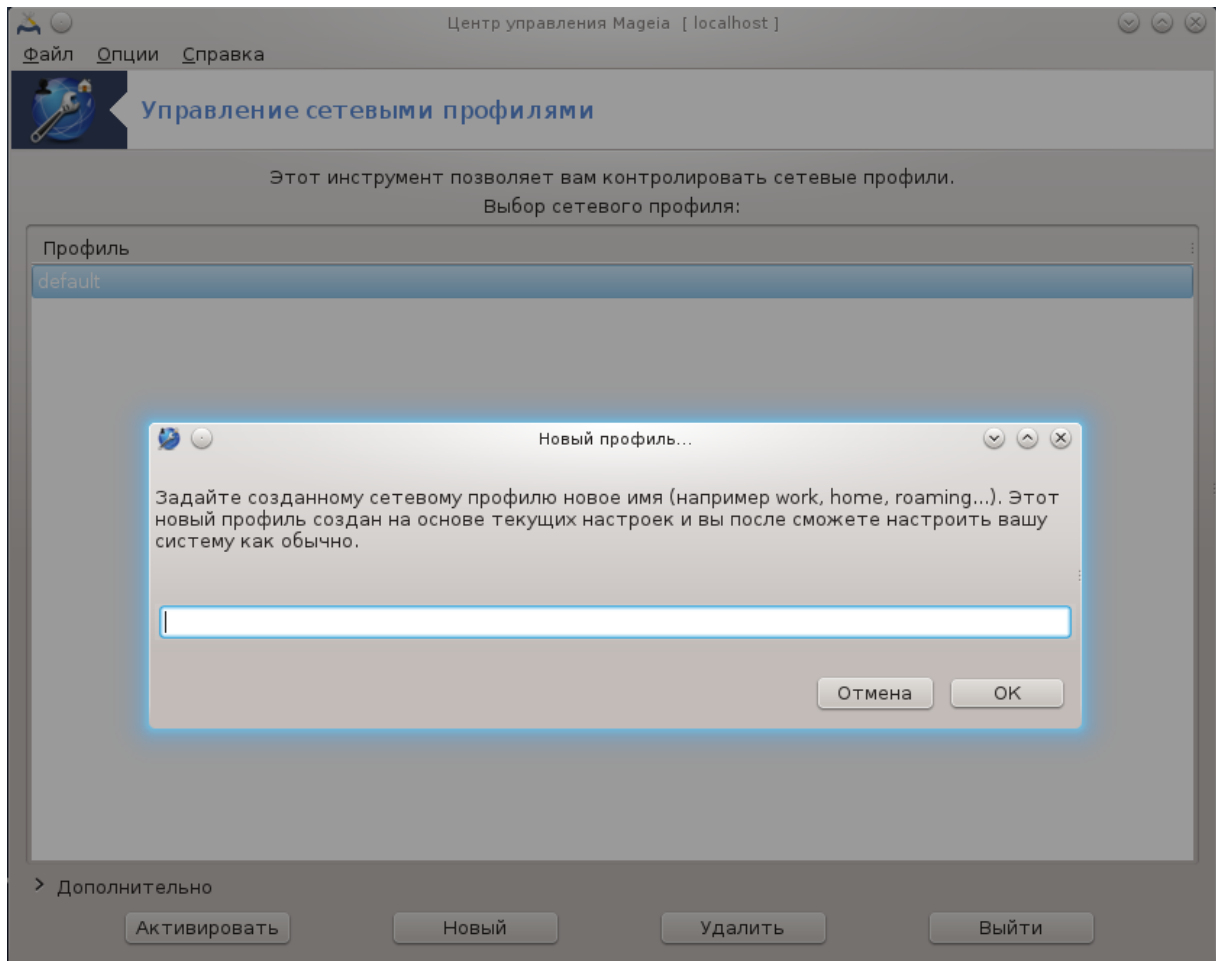 Центр управления Mageia [ localhost ]
Файл Опции Справка
Управление сетевыми профилями
Этот инструмент позволяет вам контролировать сетевые профили.
Выбор сетевого профиля:
Профиль
default
Новый профиль...
Задайте созданному сетевому профилю новое имя (например work, home, roaming...). Этот
новый профиль создан на основе текущих настроек и вы после сможете настроить вашу
систему как обычно.
Отмена OK
Дополнительно
Активировать Новый Удалить Выйти